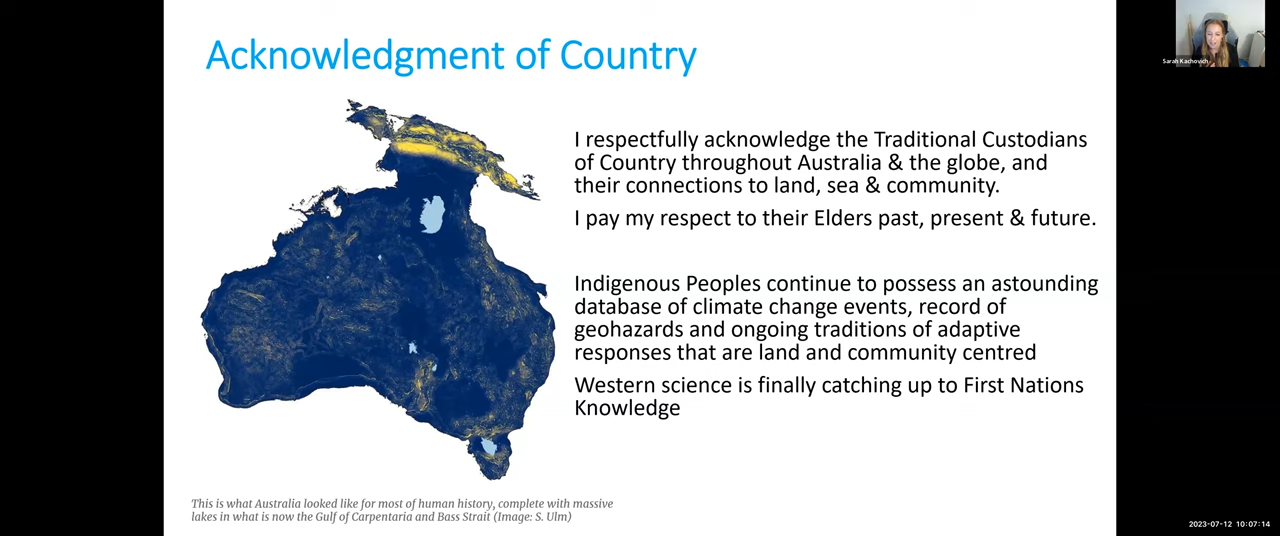 Acknowledgment of Country
Sarah Kachovich
I respectfully acknowledge the Traditional Custodians
of Country throughout Australia & the globe, and
their connections to land, sea & community.
I pay my respect to their Elders past, present & future.
Indigenous Peoples continue to possess an astounding
database of climate change events, record of
geohazards and ongoing traditions of adaptive
responses that are land and community centred
Western science is finally catching up to First Nations
Knowledge
This is what Australia looked like for most of human history, complete with massive
lakes in what is now the Gulf of Carpentaria and Bass Strait (Image: S. Ulm)
2023-07-12 10:07:14